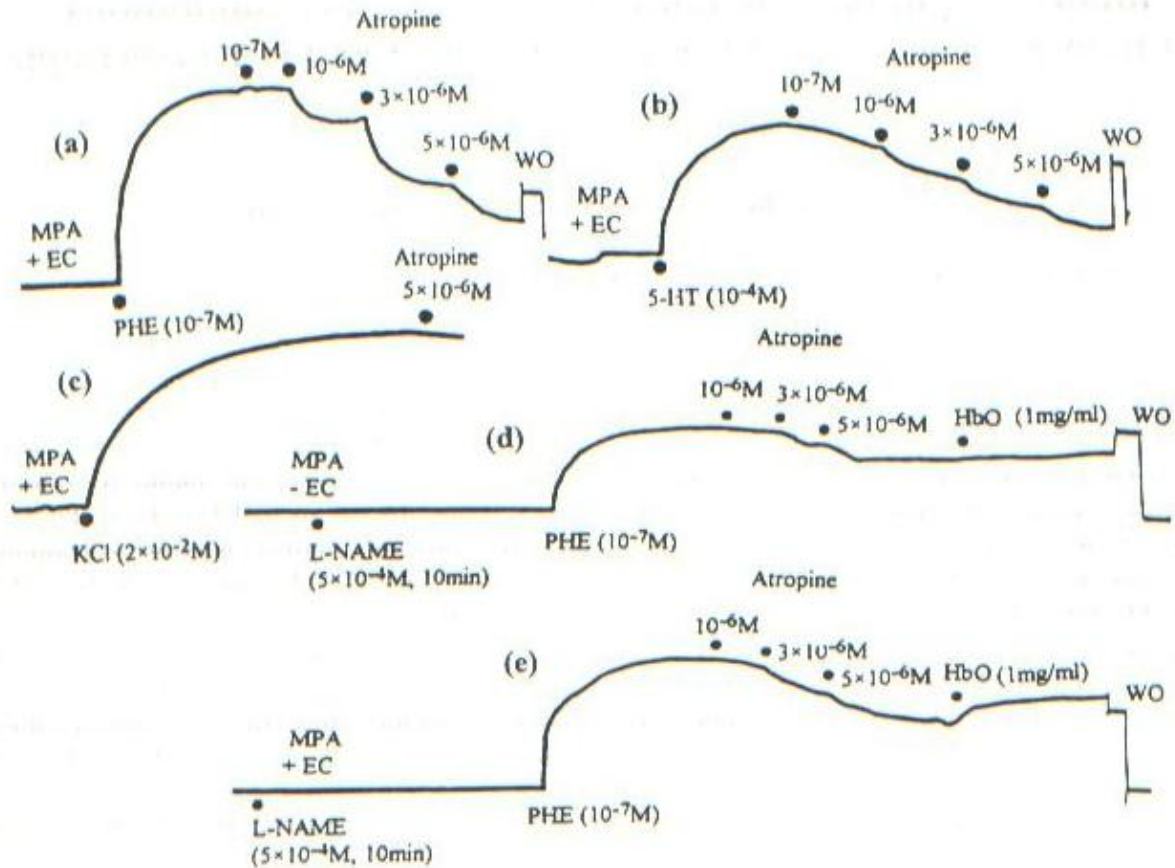 Atropine
10⁻⁷M
10⁻⁶M
3×10⁻⁶M
5×10⁻⁶M
WO
(a)
MPA
+ EC
PHE (10⁻⁷M)
Atropine
10⁻⁷M
10⁻⁶M
3×10⁻⁶M
5×10⁻⁶M
WO
(b)
MPA
+ EC
5-HT (10⁻⁴M)
Atropine
5×10⁻⁶M
(c)
MPA
+ EC
KCl (2×10⁻²M)
Atropine
10⁻⁶M
3×10⁻⁶M
5×10⁻⁶M
HbO (1mg/ml)
WO
(d)
MPA
- EC
L-NAME
(5×10⁻⁴M, 10min)
PHE (10⁻⁷M)
Atropine
10⁻⁶M
3×10⁻⁶M
5×10⁻⁶M
HbO (1mg/ml)
WO
(e)
MPA
+ EC
L-NAME
(5×10⁻⁴M, 10min)
PHE (10⁻⁷M)